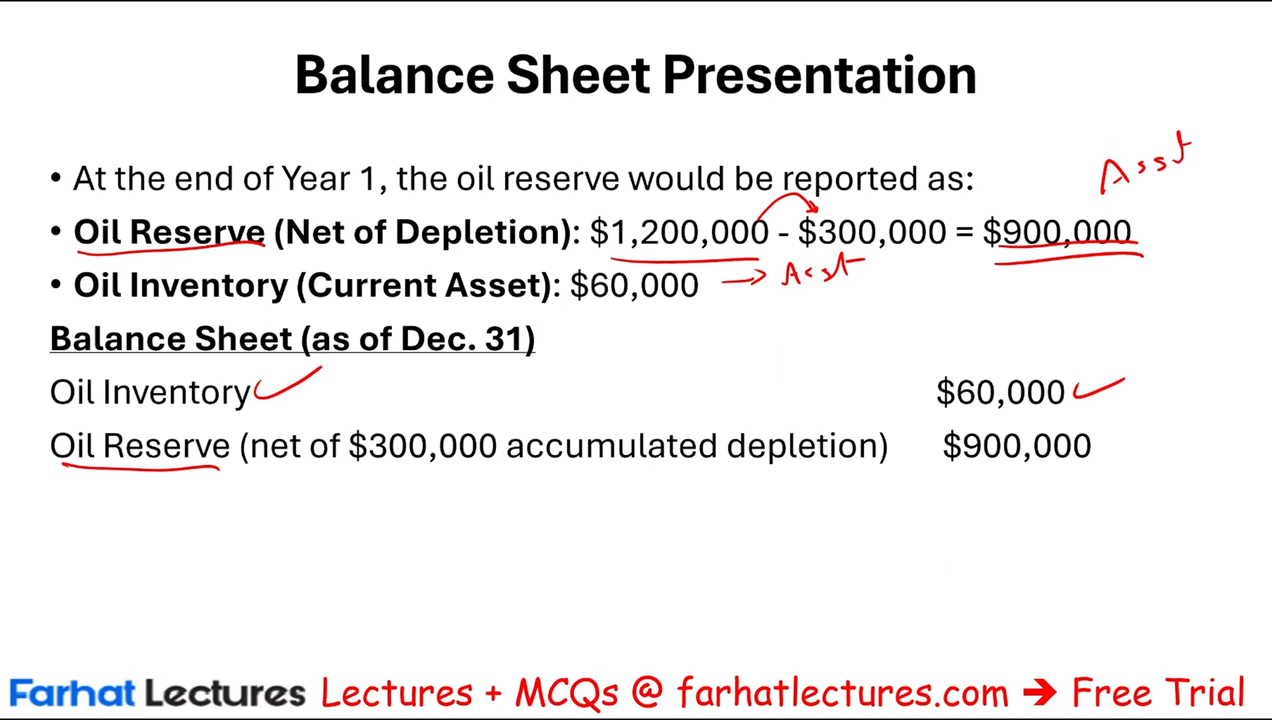 Balance Sheet Presentation
Asst
• At the end of Year 1, the oil reserve would be reported as:
• Oil Reserve (Net of Depletion): $1,200,000 - $300,000 = $900,000
• Oil Inventory (Current Asset): $60,000 → Asst
Balance Sheet (as of Dec. 31)
Oil Inventory $60,000
Oil Reserve (net of $300,000 accumulated depletion) $900,000
Farhat Lectures Lectures + MCQs @ farhatlectures.com ➔ Free Trial